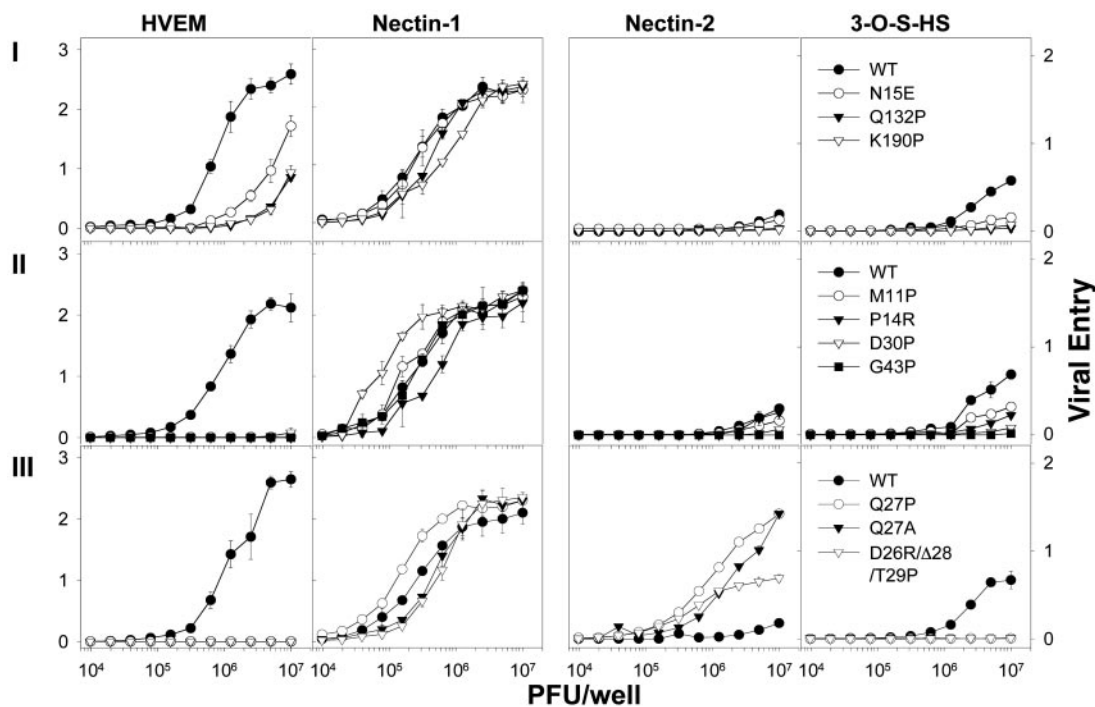 HVEM Nectin-1 Nectin-2 3-O-S-HS
I
3
2
1
0
WT
N15E
Q132P
K190P
2
1
0
II
3
2
1
0
WT
M11P
P14R
D30P
G43P
2
1
0
III
3
2
1
0
WT
Q27P
Q27A
D26R/Δ28
/T29P
2
1
0
Viral Entry
10⁴ 10⁵ 10⁶ 10⁷ 10⁴ 10⁵ 10⁶ 10⁷ 10⁴ 10⁵ 10⁶ 10⁷ 10⁴ 10⁵ 10⁶ 10⁷
PFU/well